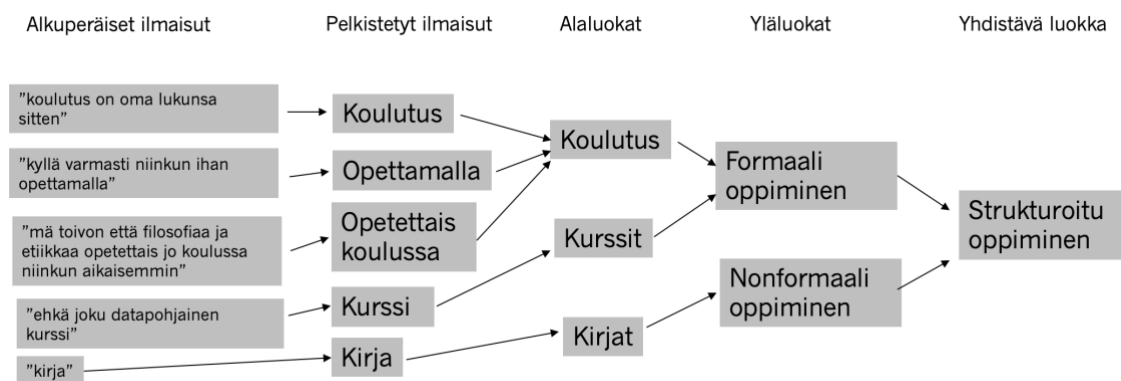 Alkuperäiset ilmaisut
Pelkistetyt ilmaisut
Alaluokat
Yläluokat
Yhdistävä luokka
"koulutus on oma lukunsa
sitten"
"kyllä varmasti niinkun ihan
opettamalla"
"mä toivon että filosofiaa ja
etiikkaa opetettais jo koulussa
niinkun aikaisemmin"
"ehkä joku datapohjainen
kurssi"
"kirja"
Koulutus
Opettamalla
Opetettais
koulussa
Kurssi
Kirja
Koulutus
Kurssit
Kirjat
Formaali
oppiminen
Nonformaali
oppiminen
Strukturoitu
oppiminen